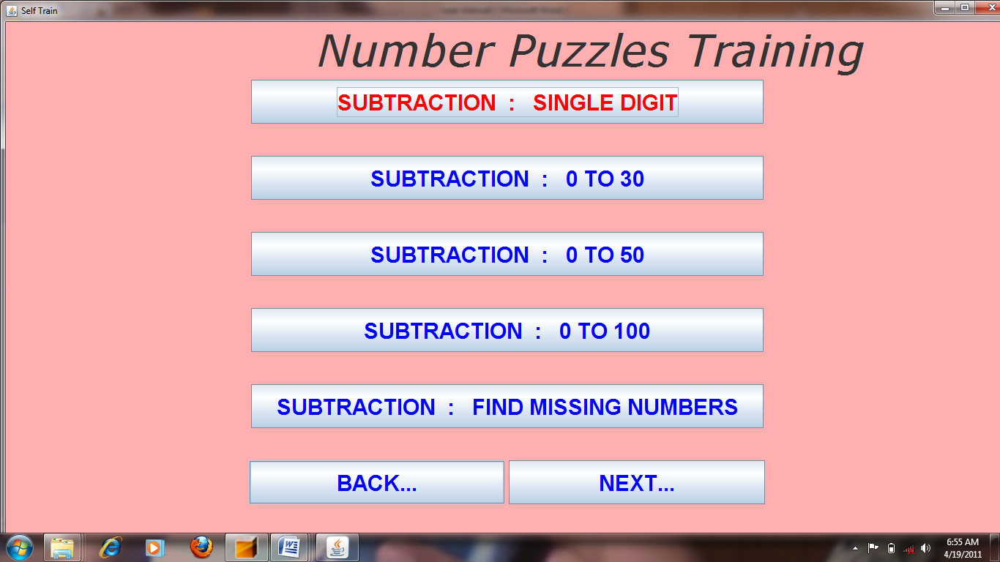 Self Train
Number Puzzles Training
SUBTRACTION : SINGLE DIGIT
SUBTRACTION : 0 TO 30
SUBTRACTION : 0 TO 50
SUBTRACTION : 0 TO 100
SUBTRACTION : FIND MISSING NUMBERS
BACK... NEXT...
6:55 AM
4/19/2011